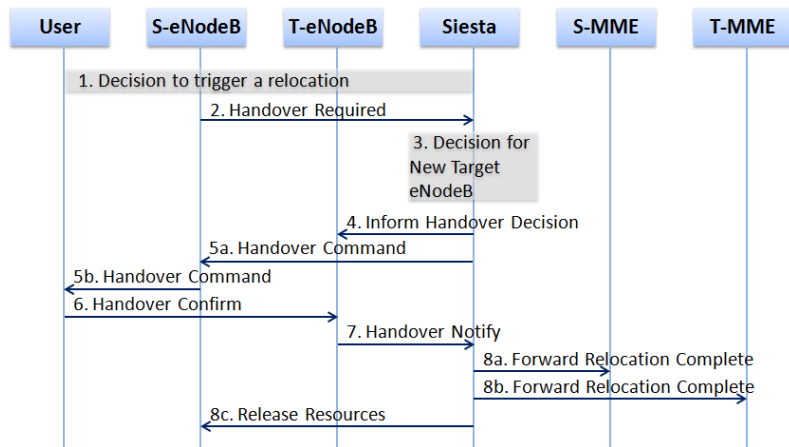 User S-eNodeB T-eNodeB Siesta S-MME T-MME
1. Decision to trigger a relocation
2. Handover Required
3. Decision for
New Target
eNodeB
4. Inform Handover Decision
5a. Handover Command
5b. Handover Command
6. Handover Confirm
7. Handover Notify
8a. Forward Relocation Complete
8b. Forward Relocation Complete
8c. Release Resources